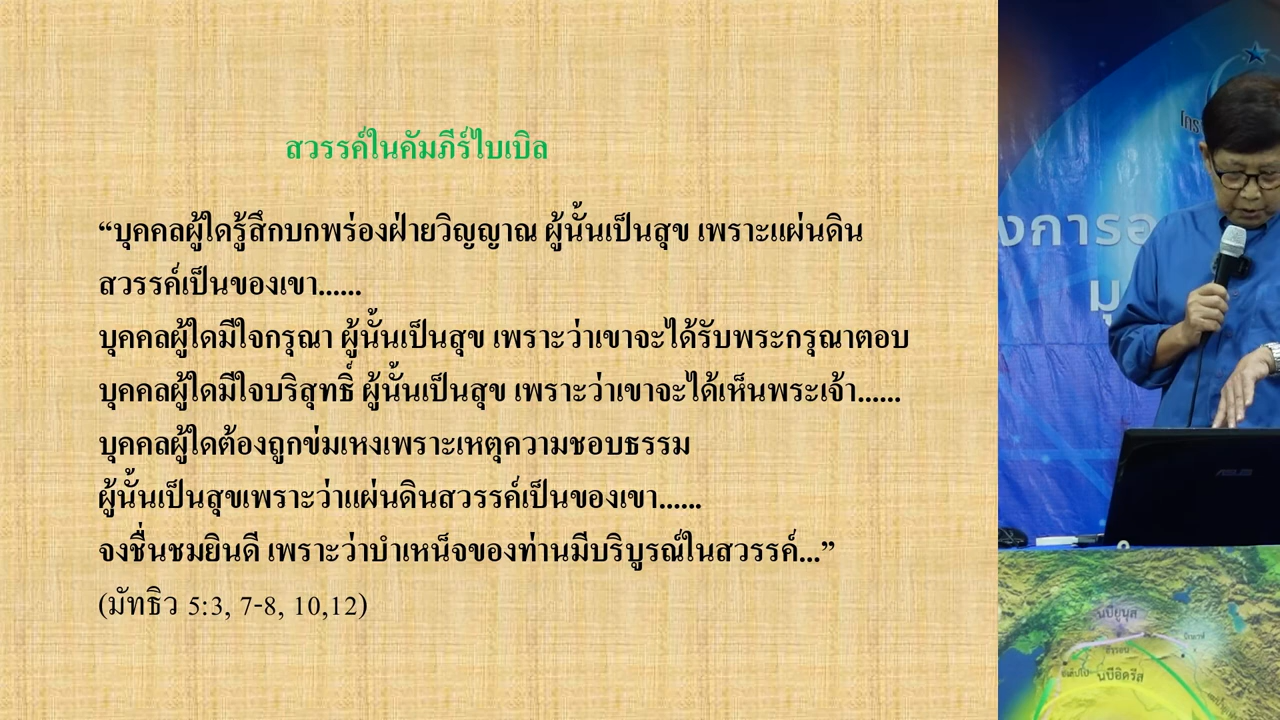 สวรรค์ในคัมภีร์ไบเบิล
“บุคคลผู้ใดรู้สึกบกพร่องฝ่ายวิญญาณ ผู้นั้นเป็นสุข เพราะแผ่นดิน
สวรรค์เป็นของเขา......
บุคคลผู้ใดมีใจกรุณา ผู้นั้นเป็นสุข เพราะว่าเขาจะได้รับพระกรุณาตอบ
บุคคลผู้ใดมีใจบริสุทธิ์ ผู้นั้นเป็นสุข เพราะว่าเขาจะได้เห็นพระเจ้า......
บุคคลผู้ใดต้องถูกข่มเหงเพราะเหตุความชอบธรรม
ผู้นั้นเป็นสุขเพราะว่าแผ่นดินสวรรค์เป็นของเขา......
จงชื่นชมยินดี เพราะว่าบำเหน็จของท่านมีบริบูรณ์ในสวรรค์...”
(มัทธิว 5:3, 7-8, 10,12)
โคร
งการอ
มุ
ASUS
นบียูนุส
นบีอิดรีส